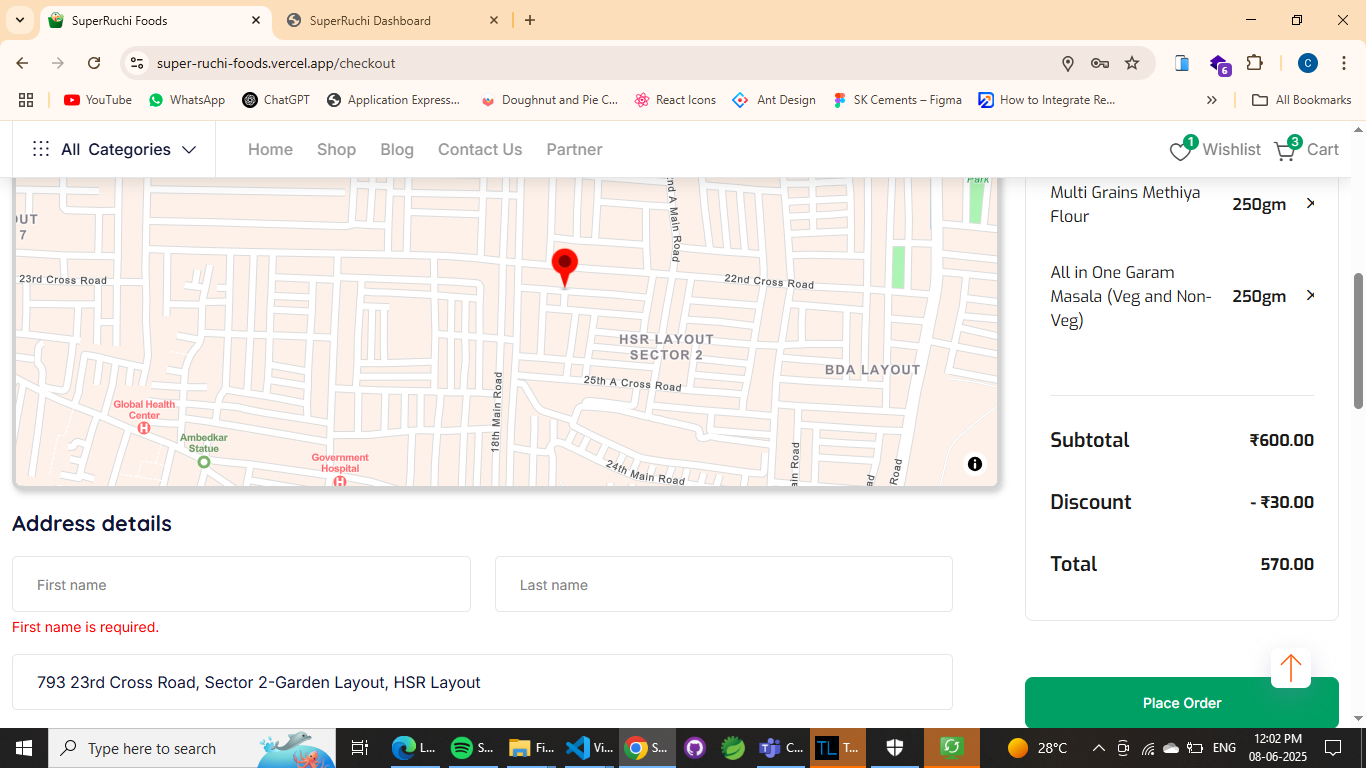 SuperRuchi Foods
SuperRuchi Dashboard
super-ruchi-foods.vercel.app/checkout
6
C
YouTube
WhatsApp
ChatGPT
Application Express...
Doughnut and Pie C...
React Icons
Ant Design
SK Cements – Figma
How to Integrate Re...
All Bookmarks
All Categories
Home
Shop
Blog
Contact Us
Partner
1
Wishlist
3
Cart
Park
OUT
7
23rd Cross Road
nd A Main Road
22nd Cross Road
HSR LAYOUT
SECTOR 2
BDA LAYOUT
25th A Cross Road
18th Main Road
Global Health
Center
H
Ambedkar
Statue
Government
Hospital
H
24th Main Road
Main Road
Road
Multi Grains Methiya
Flour
250gm
All in One Garam
Masala (Veg and Non-
Veg)
250gm
Subtotal
₹600.00
Discount
- ₹30.00
Total
570.00
Address details
First name
Last name
First name is required.
793 23rd Cross Road, Sector 2-Garden Layout, HSR Layout
Place Order
Type here to search
L...
S...
Fi...
Vi...
S...
C...
TL
T...
28°C
ENG
12:02 PM
08-06-2025